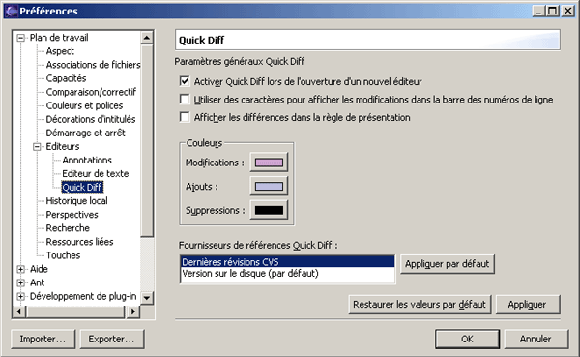 Préférences
Plan de travail
Aspect
Associations de fichiers
Capacités
Comparaison/correctif
Couleurs et polices
Décorations d'intitulés
Démarrage et arrêt
Editeurs
Annotations
Editeur de texte
Quick Diff
Historique local
Perspectives
Recherche
Ressources liées
Touches
Aide
Ant
Développement de plug-in
Importer...
Exporter...
Quick Diff
Paramètres généraux Quick Diff
Activer Quick Diff lors de l'ouverture d'un nouvel éditeur
Utiliser des caractères pour afficher les modifications dans la barre des numéros de ligne
Afficher les différences dans la règle de présentation
Couleurs
Modifications :
Ajouts :
Suppressions :
Fournisseurs de références Quick Diff :
Dernières révisions CVS
Version sur le disque (par défaut)
Appliquer par défaut
Restaurer les valeurs par défaut
Appliquer
OK
Annuler